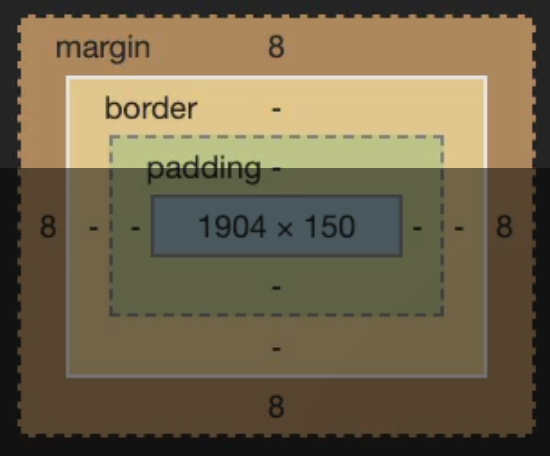 margin 8
border -
padding -
8 - - 1904 × 150 - - 8
-
-
8